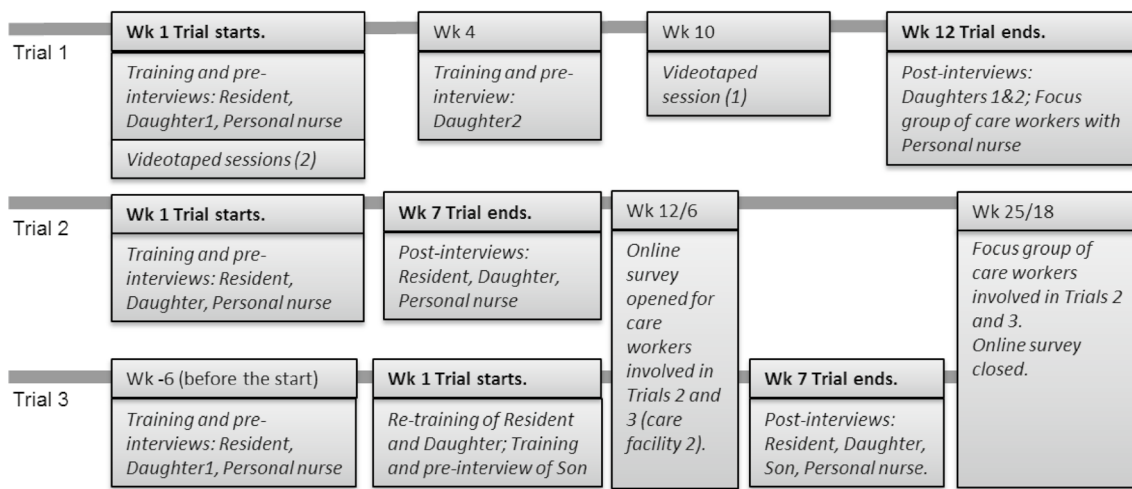 Trial 1
Wk 1 Trial starts.
Training and pre-
interviews: Resident,
Daughter1, Personal nurse
Videotaped sessions (2)
Wk 4
Training and pre-
interview:
Daughter2
Wk 10
Videotaped
session (1)
Wk 12 Trial ends.
Post-interviews:
Daughters 1&2; Focus
group of care workers with
Personal nurse
Trial 2
Wk 1 Trial starts.
Training and pre-
interviews: Resident,
Daughter, Personal nurse
Wk 7 Trial ends.
Post-interviews:
Resident, Daughter,
Personal nurse
Wk 12/6
Online
survey
opened for
care
workers
involved in
Trials 2 and
3 (care
facility 2).
Wk 25/18
Focus group of
care workers
involved in Trials 2
and 3.
Online survey
closed.
Trial 3
Wk -6 (before the start)
Training and pre-
interviews: Resident,
Daughter1, Personal nurse
Wk 1 Trial starts.
Re-training of Resident
and Daughter; Training
and pre-interview of Son
Wk 7 Trial ends.
Post-interviews:
Resident, Daughter,
Son, Personal nurse.